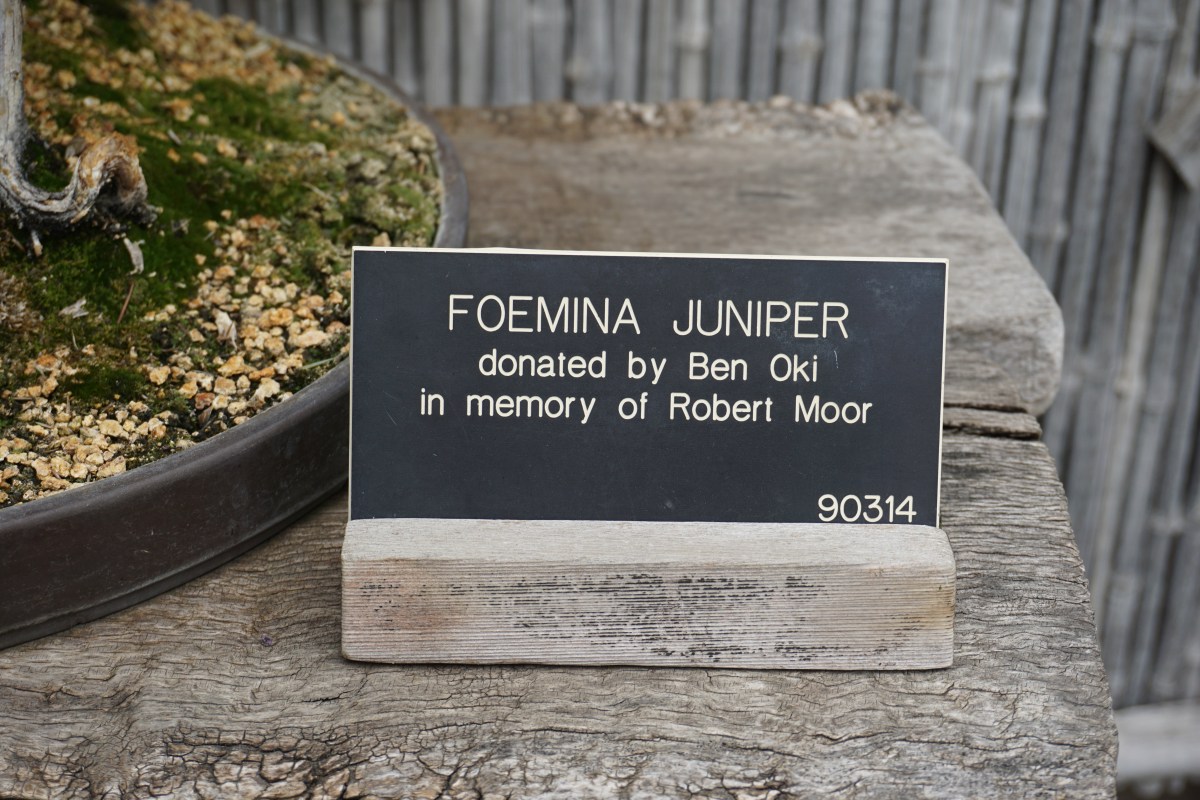 FOEMINA JUNIPER
donated by Ben Oki
in memory of Robert Moor
90314